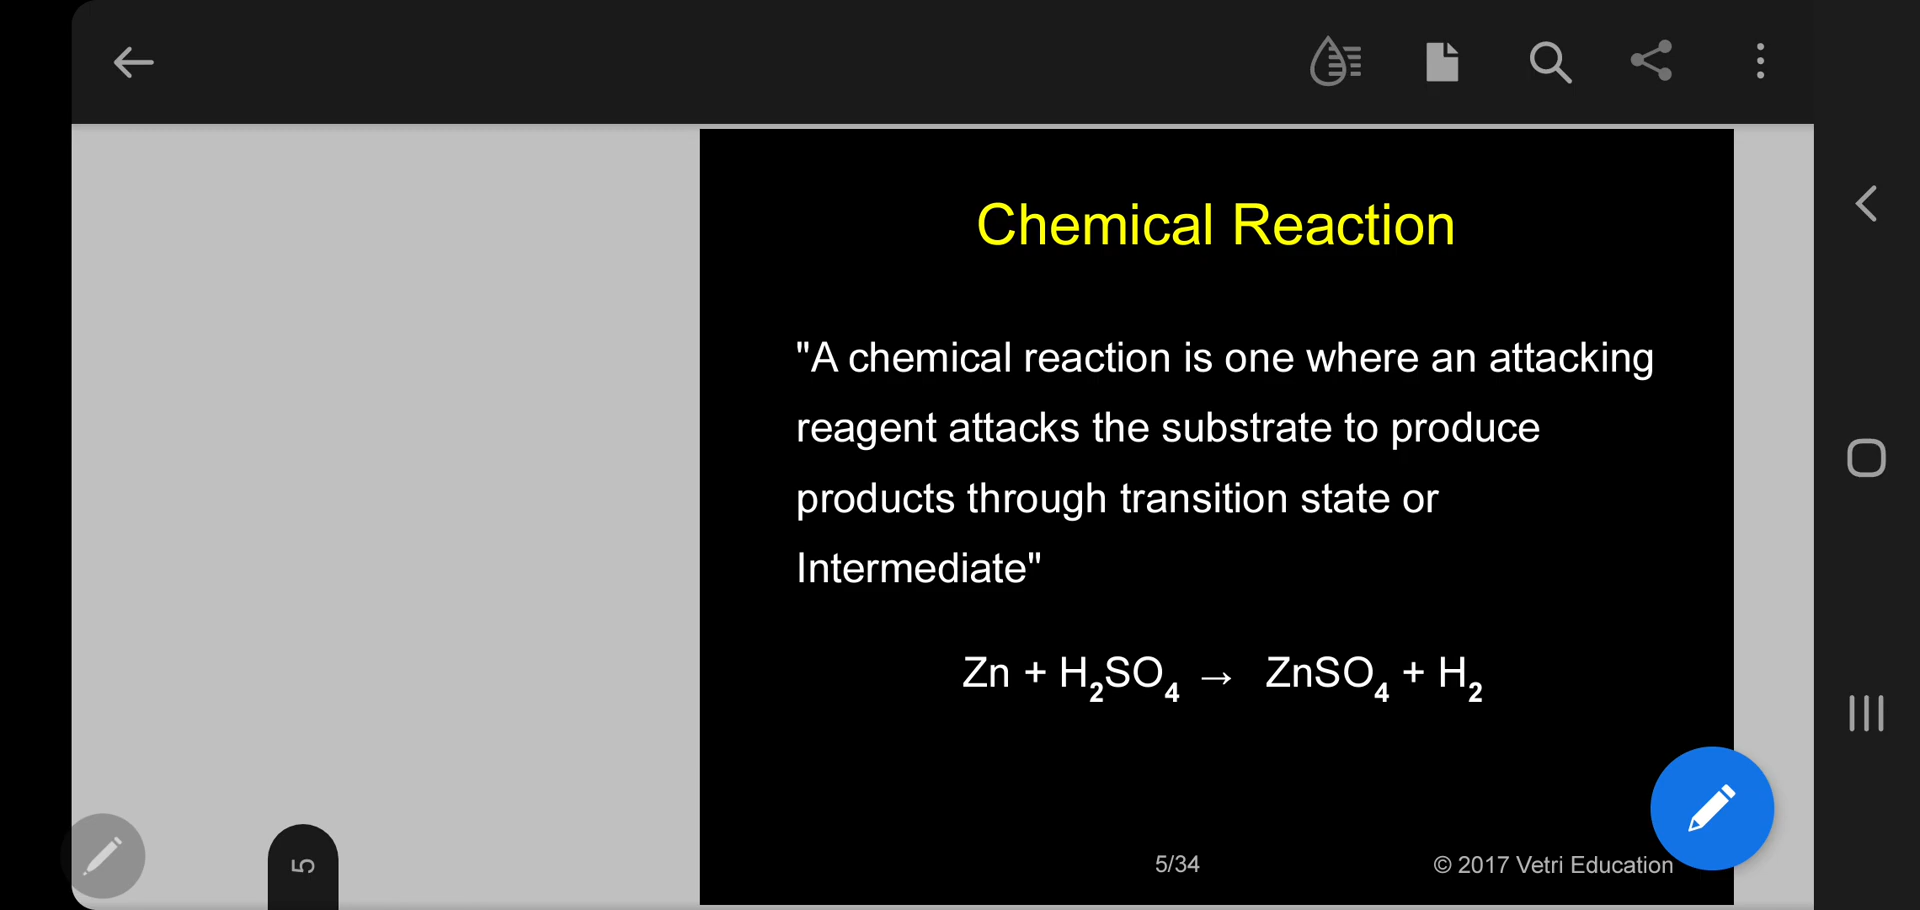 Chemical Reaction
"A chemical reaction is one where an attacking
reagent attacks the substrate to produce
products through transition state or
Intermediate"
Zn + H₂SO₄ → ZnSO₄ + H₂
5/34
© 2017 Vetri Education
5